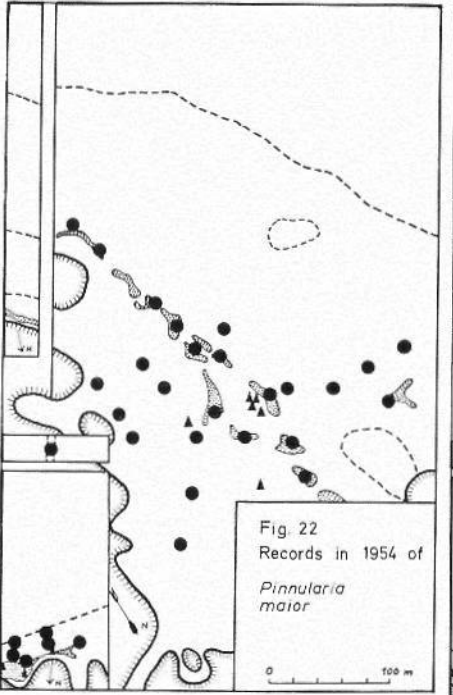 Fig. 22
Records in 1954 of
Pinnularia
maior
0 100 m
N
N
N